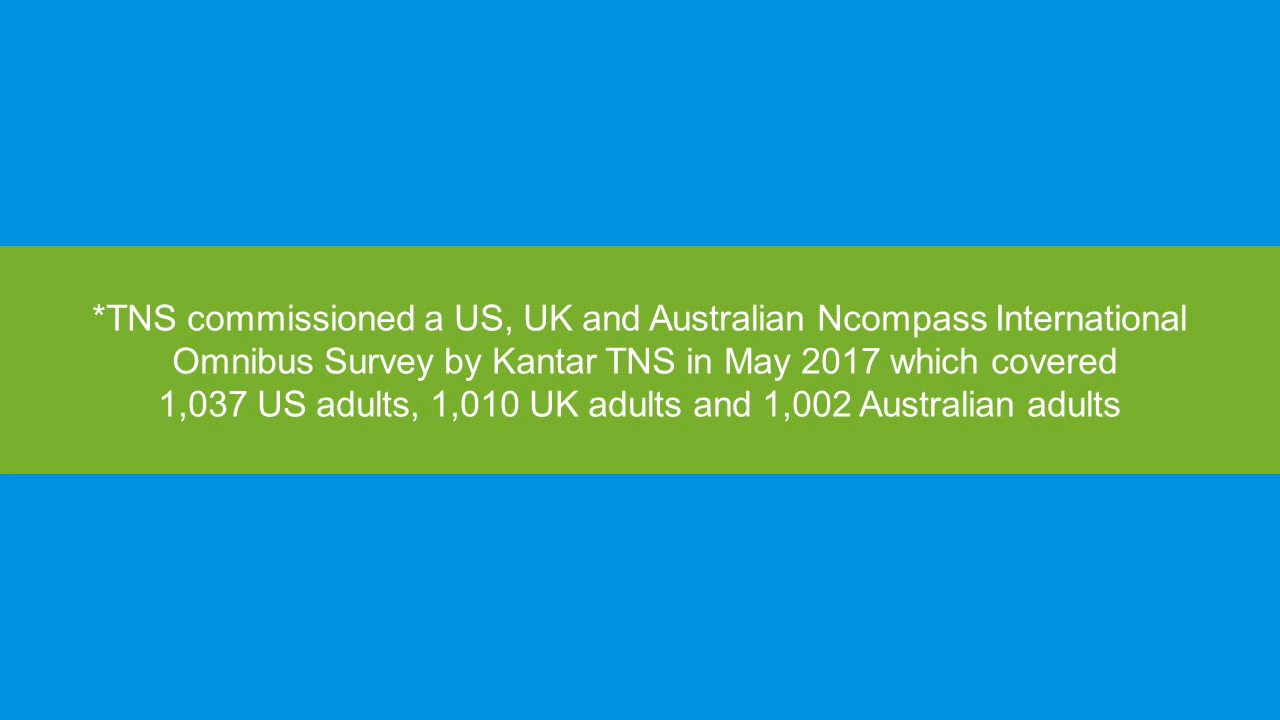 *TNS commissioned a US, UK and Australian Ncompass International
Omnibus Survey by Kantar TNS in May 2017 which covered
1,037 US adults, 1,010 UK adults and 1,002 Australian adults